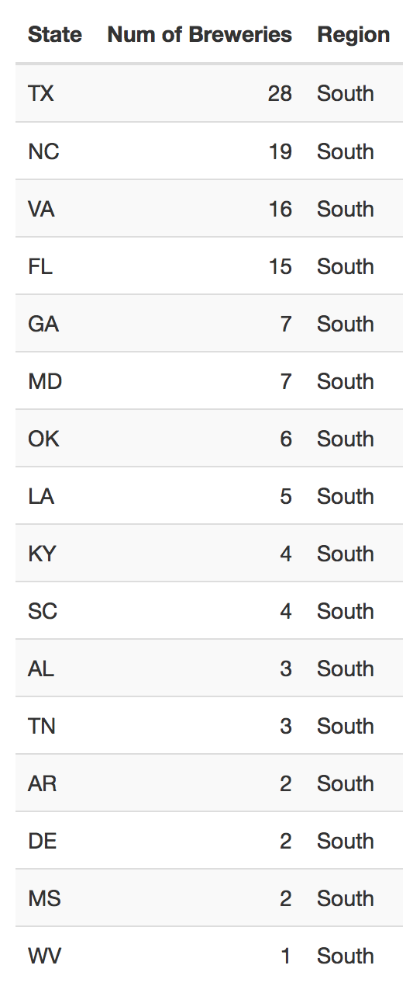 State Num of Breweries Region
TX 28 South
NC 19 South
VA 16 South
FL 15 South
GA 7 South
MD 7 South
OK 6 South
LA 5 South
KY 4 South
SC 4 South
AL 3 South
TN 3 South
AR 2 South
DE 2 South
MS 2 South
WV 1 South